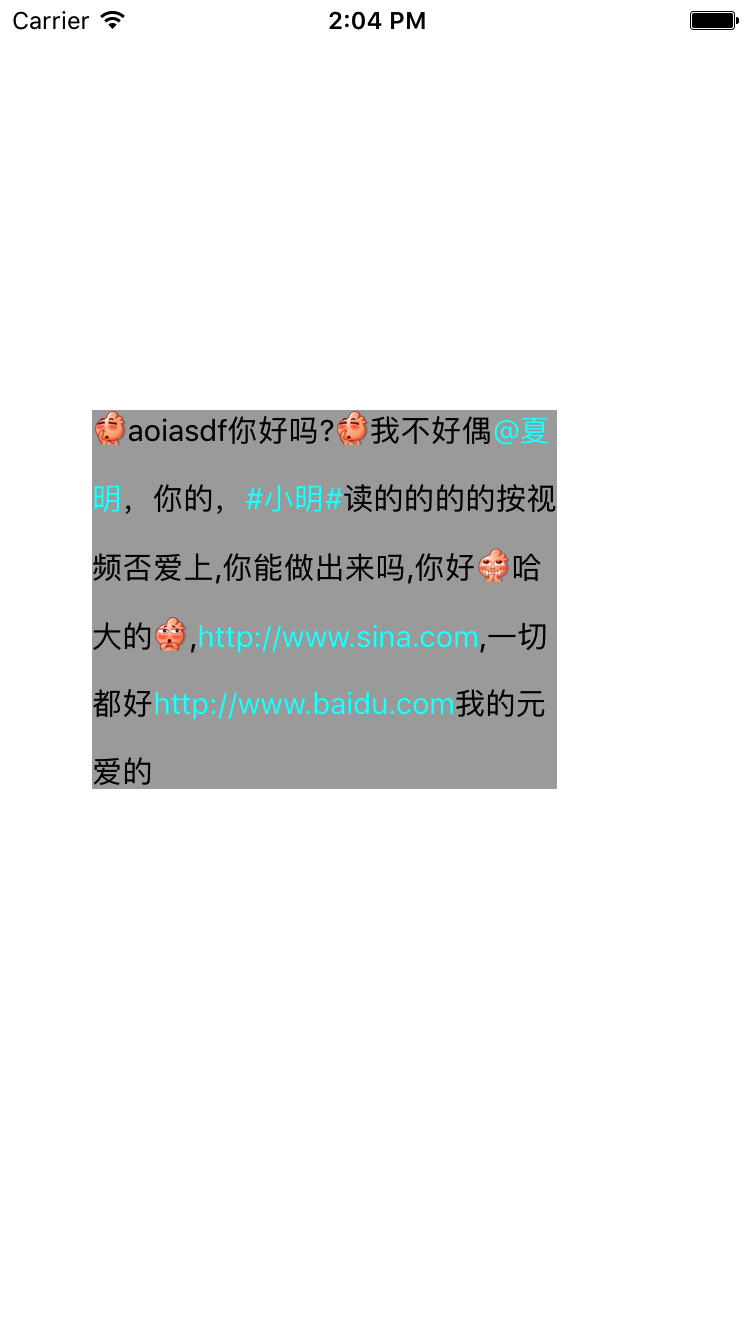 Carrier 2:04 PM
aoiasdf你好吗?我不好偶@夏
明，你的，#小明#读的的的的按视
频否爱上,你能做出来吗,你好哈
大的,http://www.sina.com,一切
都好http://www.baidu.com我的元
爱的